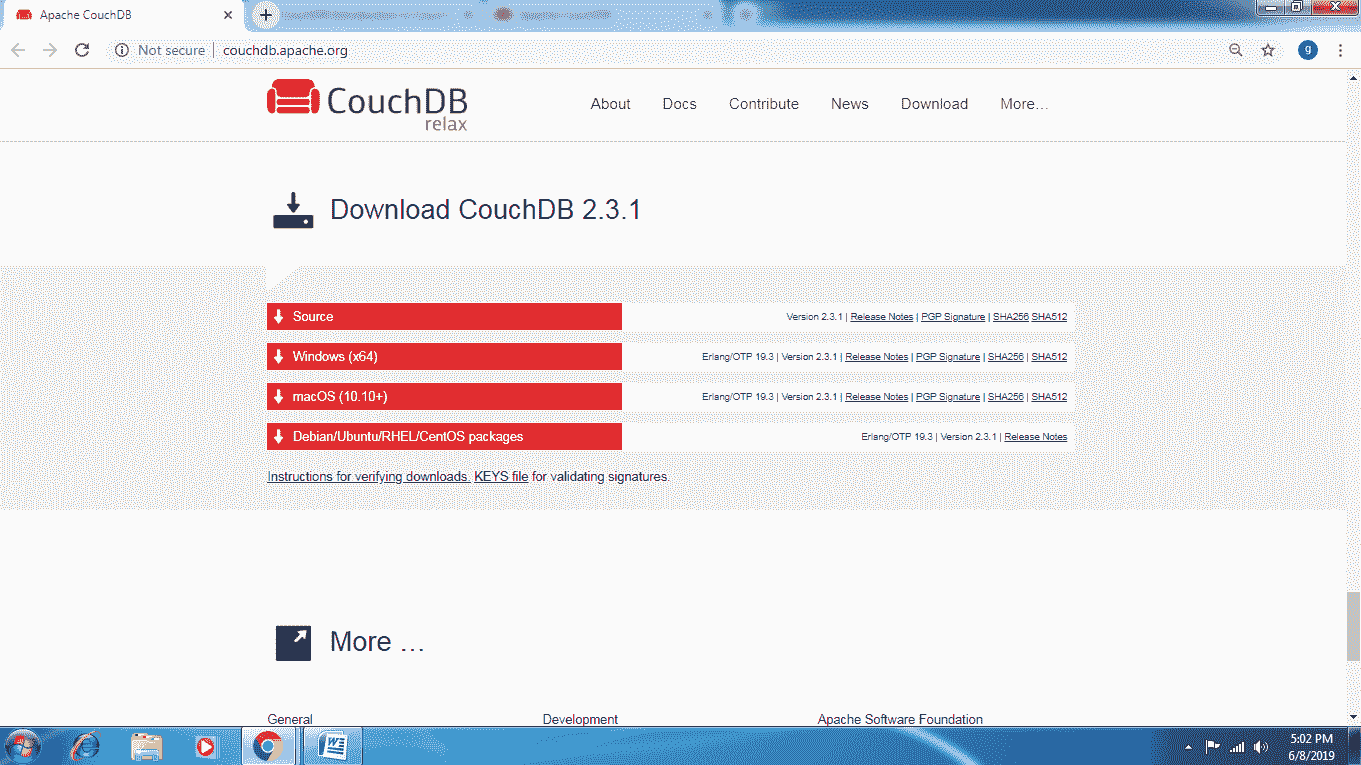 Apache CouchDB
Not secure | couchdb.apache.org
g
CouchDB
relax
About Docs Contribute News Download More...
Download CouchDB 2.3.1
Source Version 2.3.1 | Release Notes | PGP Signature | SHA256 SHA512
Windows (x64) Erlang/OTP 19.3 | Version 2.3.1 | Release Notes | PGP Signature | SHA256 | SHA512
macOS (10.10+) Erlang/OTP 19.3 | Version 2.3.1 | Release Notes | PGP Signature | SHA256 | SHA512
Debian/Ubuntu/RHEL/CentOS packages Erlang/OTP 19.3 | Version 2.3.1 | Release Notes
Instructions for verifying downloads. KEYS file for validating signatures.
More ...
General Development Apache Software Foundation
5:02 PM
6/8/2019